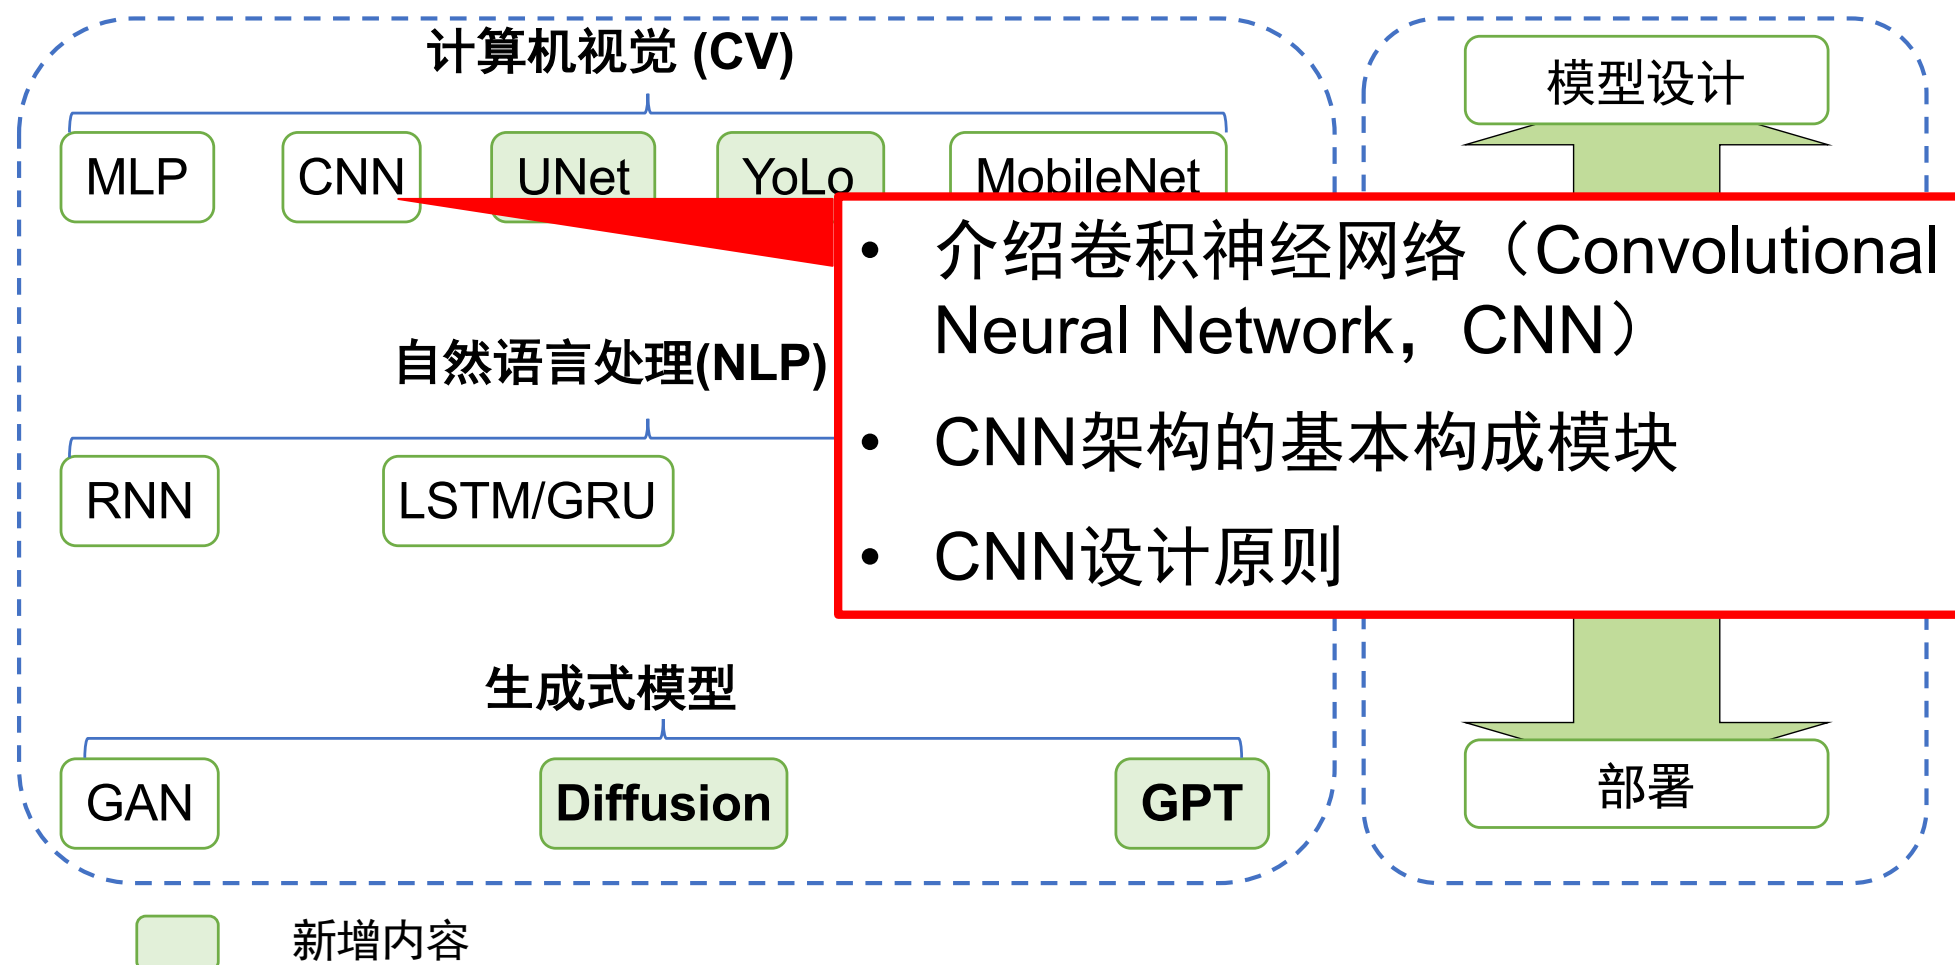 计算机视觉 (CV)
MLP
CNN
UNet
YoLo
MobileNet
模型设计
• 介绍卷积神经网络（Convolutional
Neural Network，CNN）
• CNN架构的基本构成模块
• CNN设计原则
自然语言处理(NLP)
RNN
LSTM/GRU
生成式模型
GAN
Diffusion
GPT
部署
新增内容